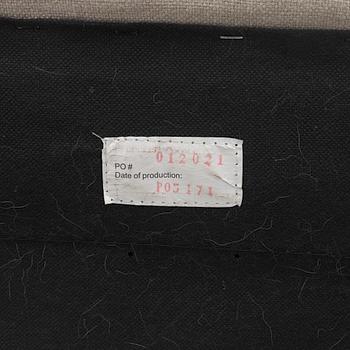 012021
PO #
Date of production:
P05171